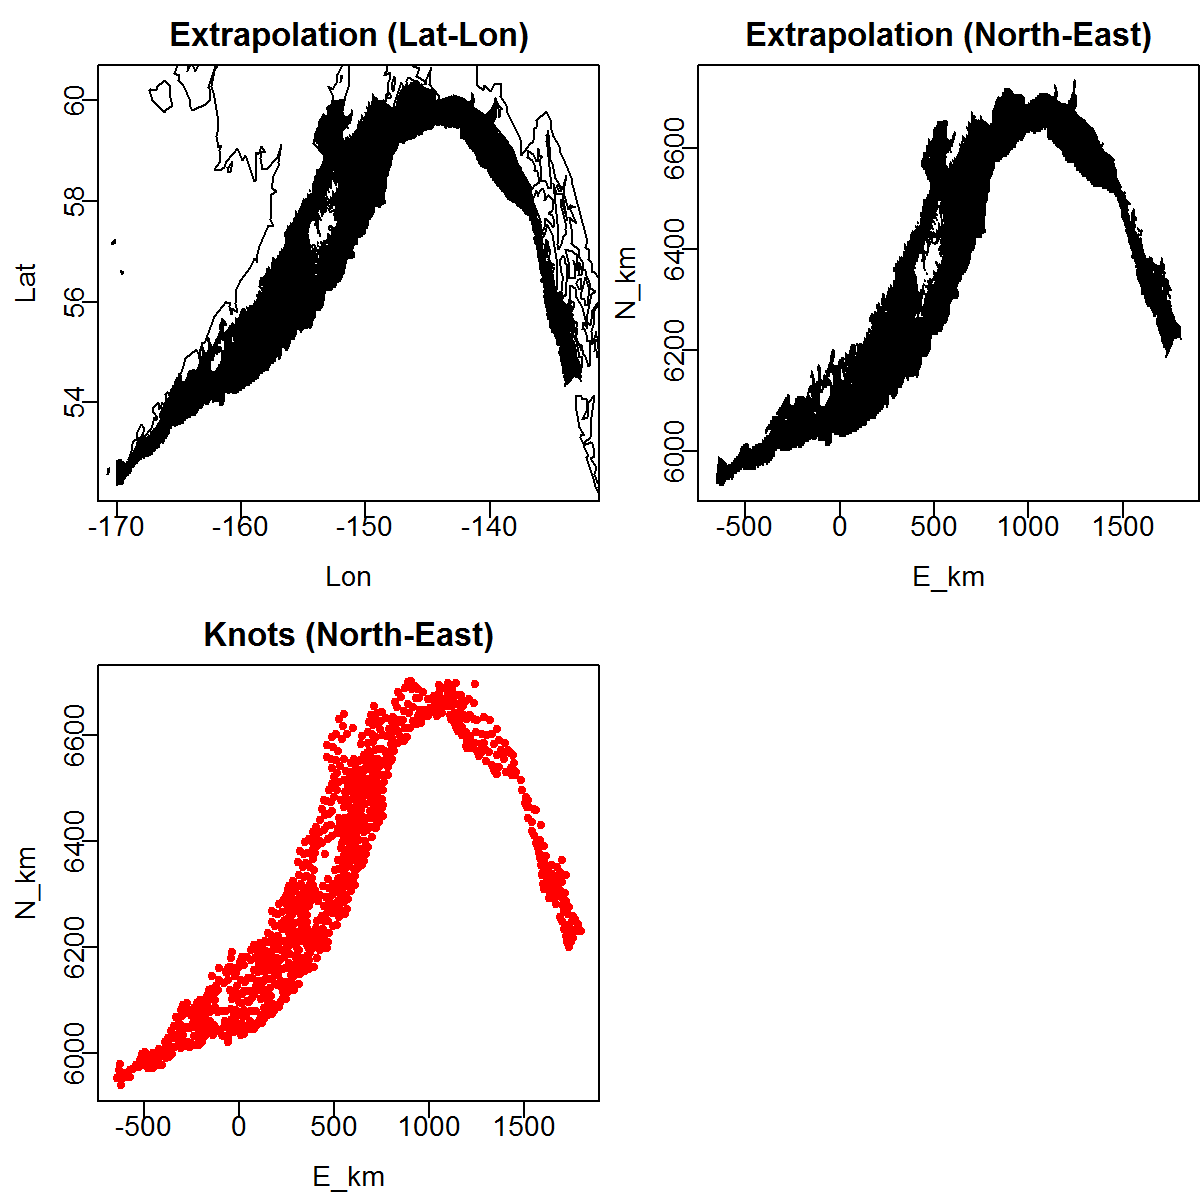 Extrapolation (Lat-Lon)
60
58
56
54
Lat
-170 -160 -150 -140
Lon
Extrapolation (North-East)
6600
6400
6200
6000
N_km
-500 0 500 1000 1500
E_km
Knots (North-East)
6600
6400
6200
6000
N_km
-500 0 500 1000 1500
E_km